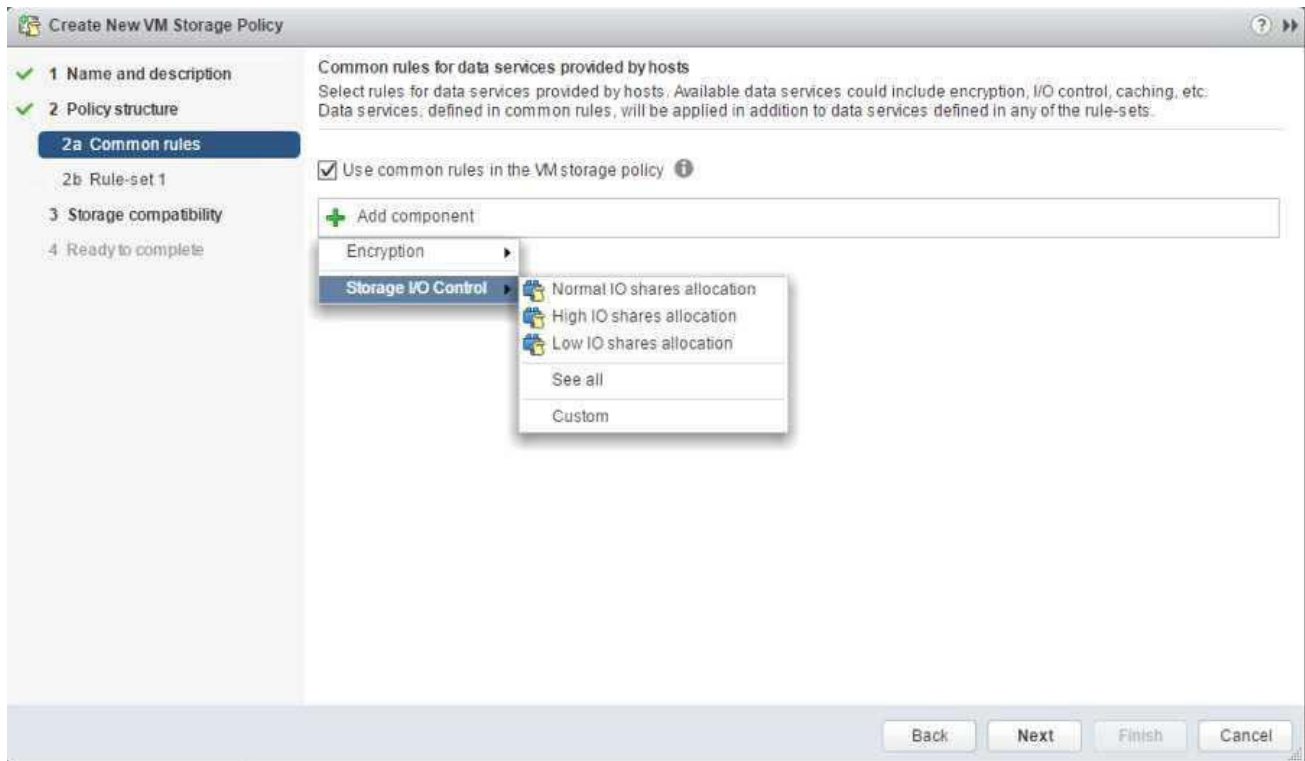 Create New VM Storage Policy
1 Name and description
2 Policy structure
2a Common rules
2b Rule-set 1
3 Storage compatibility
4 Ready to complete
Common rules for data services provided by hosts
Select rules for data services provided by hosts. Available data services could include encryption, I/O control, caching, etc.
Data services, defined in common rules, will be applied in addition to data services defined in any of the rule-sets.
Use common rules in the VM storage policy
Add component
Encryption
Storage I/O Control
Normal IO shares allocation
High IO shares allocation
Low IO shares allocation
See all
Custom
Back
Next
Finish
Cancel